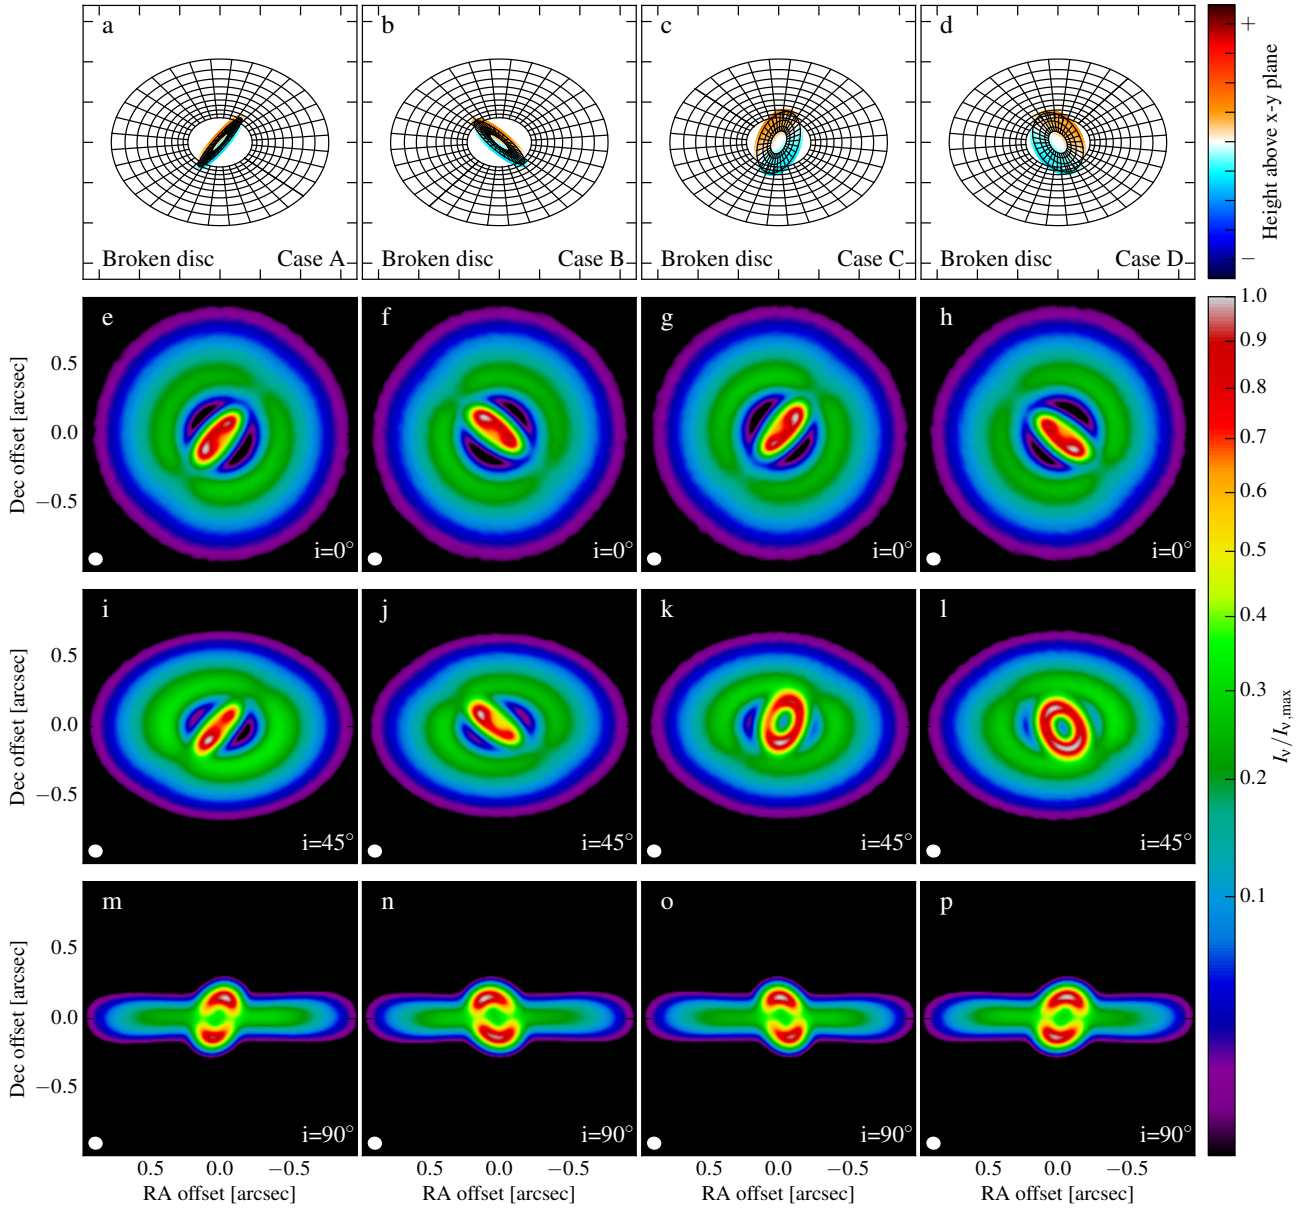 a b c d
Broken disc Case A Broken disc Case B Broken disc Case C Broken disc Case D
+
−
Height above x-y plane
e f g h
i=0° i=0° i=0° i=0°
0.5
0.0
−0.5
Dec offset [arcsec]
i j k l
i=45° i=45° i=45° i=45°
0.5
0.0
−0.5
Dec offset [arcsec]
m n o p
i=90° i=90° i=90° i=90°
0.5
0.0
−0.5
Dec offset [arcsec]
0.5 0.0 −0.5 0.5 0.0 −0.5 0.5 0.0 −0.5 0.5 0.0 −0.5
RA offset [arcsec] RA offset [arcsec] RA offset [arcsec] RA offset [arcsec]
1.0
0.9
0.8
0.7
0.6
0.5
0.4
0.3
0.2
0.1
Iν/Iν,max